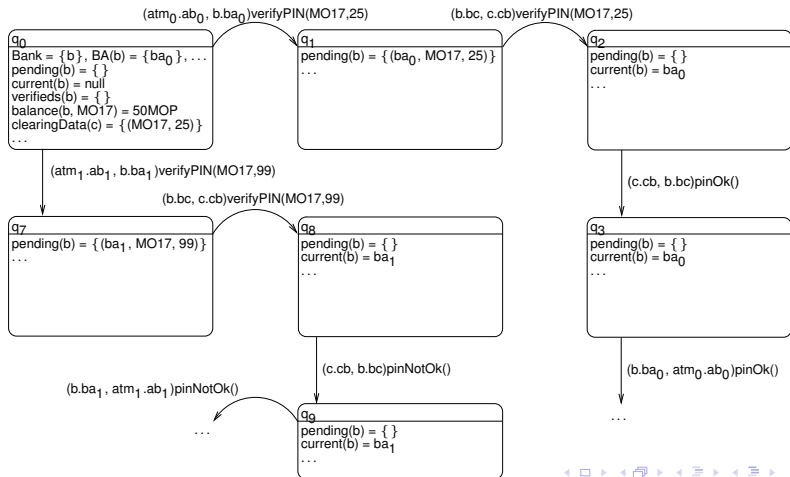 (atm0.ab0, b.ba0)verifyPIN(MO17,25)
(b.bc, c.cb)verifyPIN(MO17,25)
q0
Bank = {b}, BA(b) = {ba0}, ...
pending(b) = { }
current(b) = null
verifieds(b) = { }
balance(b, MO17) = 50MOP
clearingData(c) = {(MO17, 25)}
...
q1
pending(b) = {(ba0, MO17, 25)}
...
q2
pending(b) = { }
current(b) = ba0
...
(atm1.ab1, b.ba1)verifyPIN(MO17,99)
(b.bc, c.cb)verifyPIN(MO17,99)
(c.cb, b.bc)pinOk()
q7
pending(b) = {(ba1, MO17, 99)}
...
q8
pending(b) = { }
current(b) = ba1
...
q3
pending(b) = { }
current(b) = ba0
...
(c.cb, b.bc)pinNotOk()
(b.ba0, atm0.ab0)pinOk()
(b.ba1, atm1.ab1)pinNotOk()
...
...
q9
pending(b) = { }
current(b) = ba1
...